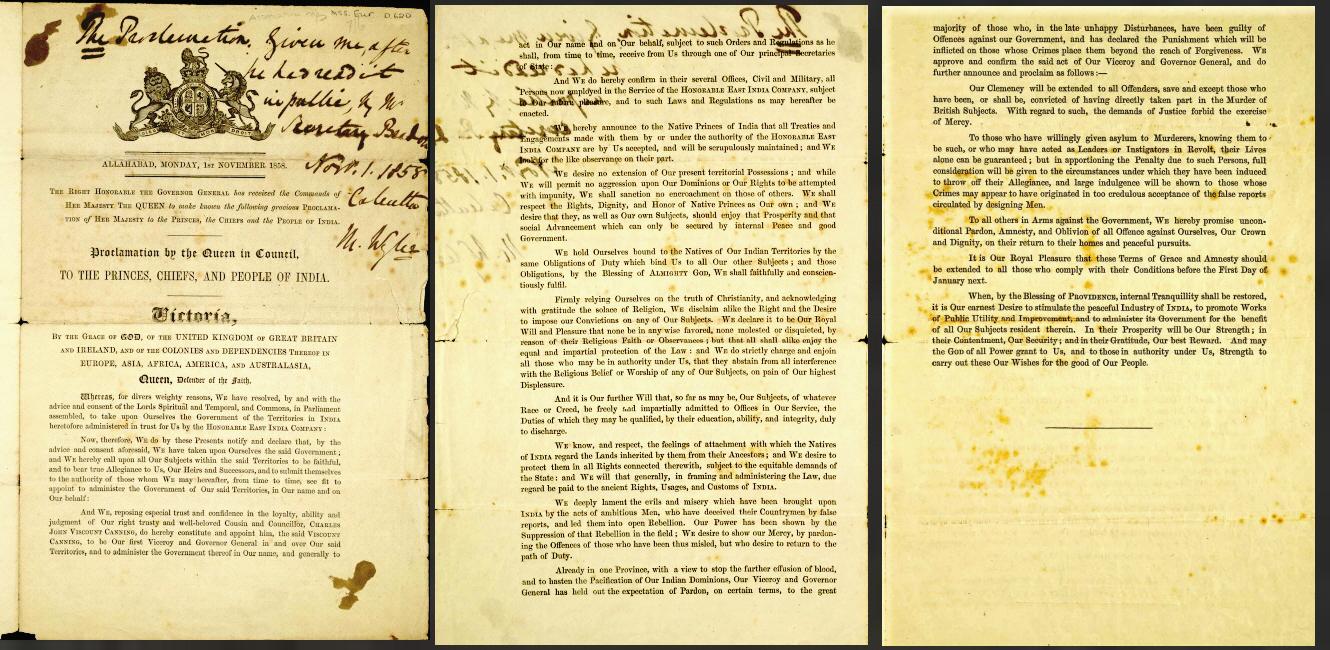 The Proclamation, Given me after
he has read it
in public, by Mr
Secretary Beadon
Novr. 1. 1858
Calcutta
ALLAHABAD, MONDAY, 1ST NOVEMBER 1858.
THE RIGHT HONORABLE THE GOVERNOR GENERAL has received the Commands of
HER MAJESTY THE QUEEN to make known the following gracious PROCLAMA-
TION OF HER MAJESTY TO THE PRINCES, THE CHIEFS AND THE PEOPLE OF INDIA.
Proclamation by the Queen in Council,
TO THE PRINCES, CHIEFS, AND PEOPLE OF INDIA.
Victoria,
BY THE GRACE OF GOD, OF THE UNITED KINGDOM OF GREAT BRITAIN
AND IRELAND, AND OF THE COLONIES AND DEPENDENCIES THEREOF IN
EUROPE, ASIA, AFRICA, AMERICA, AND AUSTRALASIA,
Queen, Defender of the Faith.
Whereas, for divers weighty reasons, We have resolved, by and with the
advice and consent of the Lords Spiritual and Temporal, and Commons, in Parliament
assembled, to take upon Ourselves the Government of the Territories in INDIA
heretofore administered in trust for Us by the HONORABLE EAST INDIA COMPANY:
Now, therefore, WE do by these Presents notify and declare that, by the
advice and consent aforesaid, WE have taken upon Ourselves the said Government;
and WE hereby call upon all Our Subjects within the said Territories to be faithful,
and to bear true Allegiance to Us, Our Heirs and Successors, and to submit themselves
to the authority of those whom WE may hereafter, from time to time, see fit to
appoint to administer the Government of Our said Territories, in Our name and on
Our behalf:
And WE, reposing especial trust and confidence in the loyalty, ability and
judgment of Our right trusty and well-beloved Cousin and Councillor, CHARLES
JOHN VISCOUNT CANNING, do hereby constitute and appoint him, the said VISCOUNT
CANNING, to be Our first Viceroy and Governor General in and over Our said
Territories, and to administer the Government thereof in Our name, and generally to
act in Our name and on Our behalf, subject to such Orders and Regulations as he
shall, from time to time, receive from Us through one of Our principal Secretaries
of State:
And WE do hereby confirm in their several Offices, Civil and Military, all
Persons now employed in the Service of the HONORABLE EAST INDIA COMPANY, subject
to Our future pleasure, and to such Laws and Regulations as may hereafter be
enacted.
We hereby announce to the Native Princes of India that all Treaties and
Engagements made with them by or under the authority of the HONORABLE EAST
INDIA COMPANY are by Us accepted, and will be scrupulously maintained; and WE
look for the like observance on their part.
We desire no extension of Our present territorial Possessions; and while
WE will permit no aggression upon Our Dominions or Our Rights to be attempted
with impunity, WE shall sanction no encroachment on those of others. WE shall
respect the Rights, Dignity, and Honor of Native Princes as Our own; and WE
desire that they, as well as Our own Subjects, should enjoy that Prosperity and that
social Advancement which can only be secured by internal Peace and good
Government.
WE hold Ourselves bound to the Natives of Our Indian Territories by the
same Obligations of Duty which bind Us to all Our other Subjects; and those
Obligations, by the Blessing of ALMIGHTY GOD, WE shall faithfully and conscien-
tiously fulfil.
Firmly relying Ourselves on the truth of Christianity, and acknowledging
with gratitude the solace of Religion, WE disclaim alike the Right and the Desire
to impose our Convictions on any of Our Subjects. WE declare it to be Our Royal
Will and Pleasure that none be in any wise favored, none molested or disquieted, by
reason of their Religious Faith or Observances; but that all shall alike enjoy the
equal and impartial protection of the Law: and WE do strictly charge and enjoin
all those who may be in authority under Us, that they abstain from all interference
with the Religious Belief or Worship of any of Our Subjects, on pain of Our highest
Displeasure.
And it is Our further Will that, so far as may be, Our Subjects, of whatever
Race or Creed, be freely and impartially admitted to Offices in Our Service, the
Duties of which they may be qualified, by their education, ability, and integrity, duly
to discharge.
WE know, and respect, the feelings of attachment with which the Natives
of INDIA regard the Lands inherited by them from their Ancestors; and WE desire to
protect them in all Rights connected therewith, subject to the equitable demands of
the State: and WE will that generally, in framing and administering the Law, due
regard be paid to the ancient Rights, Usages, and Customs of INDIA.
WE deeply lament the evils and misery which have been brought upon
INDIA by the acts of ambitious Men, who have deceived their Countrymen by false
reports, and led them into open Rebellion. Our Power has been shown by the
Suppression of that Rebellion in the field; WE desire to show our Mercy, by pardon-
ing the Offences of those who have been thus misled, but who desire to return to the
path of Duty.
Already in one Province, with a view to stop the further effusion of blood,
and to hasten the Pacification of Our Indian Dominions, Our Viceroy and Governor
General has held out the expectation of Pardon, on certain terms, to the great
majority of those who, in the late unhappy Disturbances, have been guilty of
Offences against our Government, and has declared the Punishment which will be
inflicted on those whose Crimes place them beyond the reach of Forgiveness. WE
approve and confirm the said act of Our Viceroy and Governor General, and do
further announce and proclaim as follows:—
Our Clemency will be extended to all Offenders, save and except those who
have been, or shall be, convicted of having directly taken part in the Murder of
British Subjects. With regard to such, the demands of Justice forbid the exercise
of Mercy.
To those who have willingly given asylum to Murderers, knowing them to
be such, or who may have acted as Leaders or Instigators in Revolt, their Lives
alone can be guaranteed; but in apportioning the Penalty due to such Persons, full
consideration will be given to the circumstances under which they have been induced
to throw off their Allegiance, and large indulgence will be shown to those whose
Crimes may appear to have originated in too credulous acceptance of the false reports
circulated by designing Men.
To all others in Arms against the Government, WE hereby promise uncon-
ditional Pardon, Amnesty, and Oblivion of all Offence against Ourselves, Our Crown
and Dignity, on their return to their homes and peaceful pursuits.
It is Our Royal Pleasure that these Terms of Grace and Amnesty should
be extended to all those who comply with their Conditions before the First Day of
January next.
When, by the Blessing of PROVIDENCE, internal Tranquillity shall be restored,
it is Our earnest Desire to stimulate the peaceful Industry of INDIA, to promote Works
of Public Utility and Improvement, and to administer its Government for the benefit
of all Our Subjects resident therein. In their Prosperity will be Our Strength; in
their Contentment, Our Security; and in their Gratitude, Our best Reward. And may
the GOD of all Power grant to Us, and to those in authority under Us, Strength to
carry out these Our Wishes for the good of Our People.